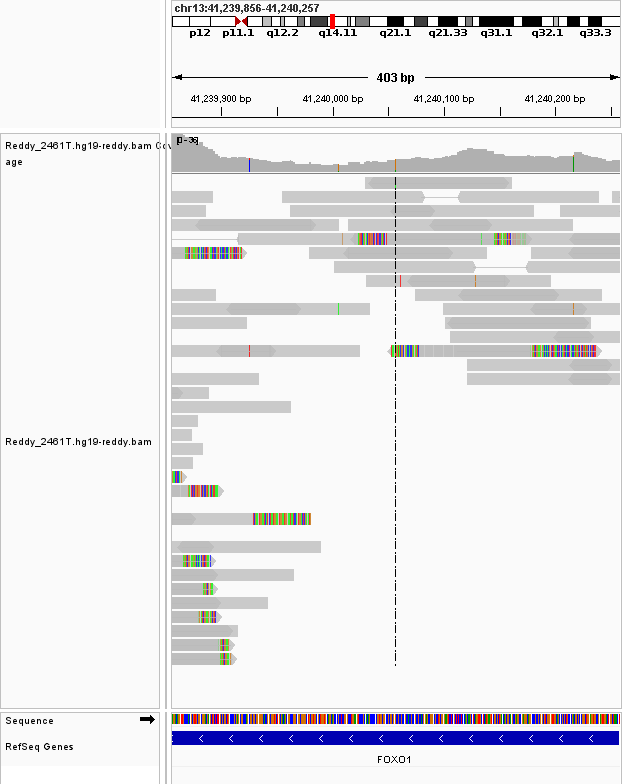 chr13:41,239,856-41,240,257
p12 p11.1 q12.2 q14.11 q21.1 q21.33 q31.1 q32.1 q33.3
403 bp
41,239,900 bp 41,240,000 bp 41,240,100 bp 41,240,200 bp
Reddy_2461T.hg19-reddy.bam Cov
age
Reddy_2461T.hg19-reddy.bam
Sequence
RefSeq Genes
FOXO1